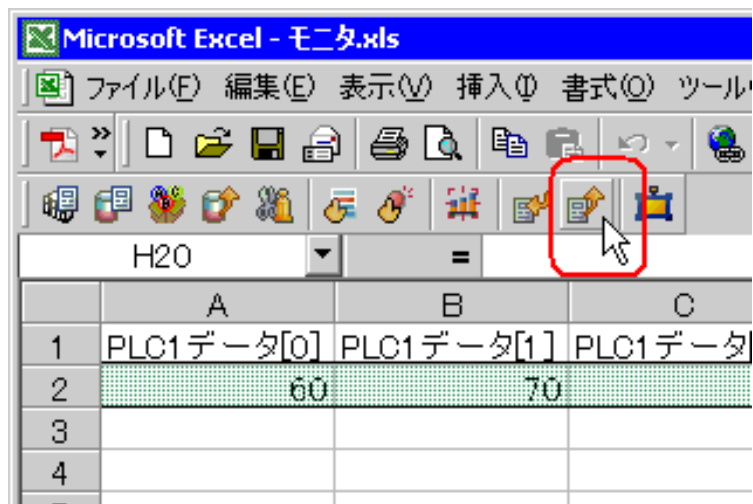 Microsoft Excel - モニタ.xls
ファイル(F) 編集(E) 表示(V) 挿入(I) 書式(O) ツール
H20 =
A B C
1 PLC1データ[0] PLC1データ[1] PLC1データ[
2 60 70
3
4